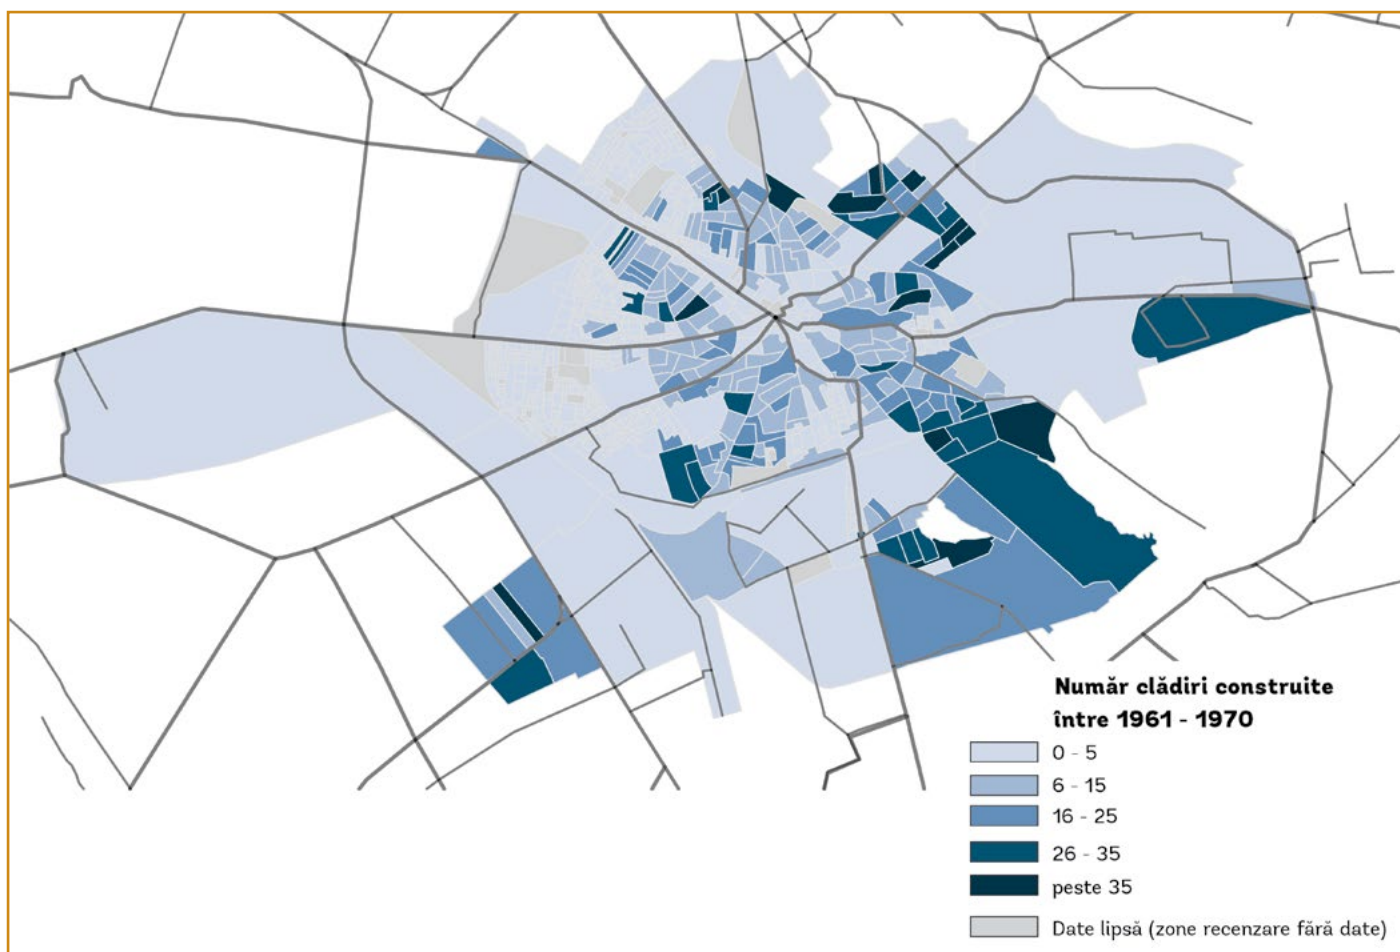 Număr clădiri construite
între 1961 - 1970
0 - 5
6 - 15
16 - 25
26 - 35
peste 35
Date lipsă (zone recenzare fără date)